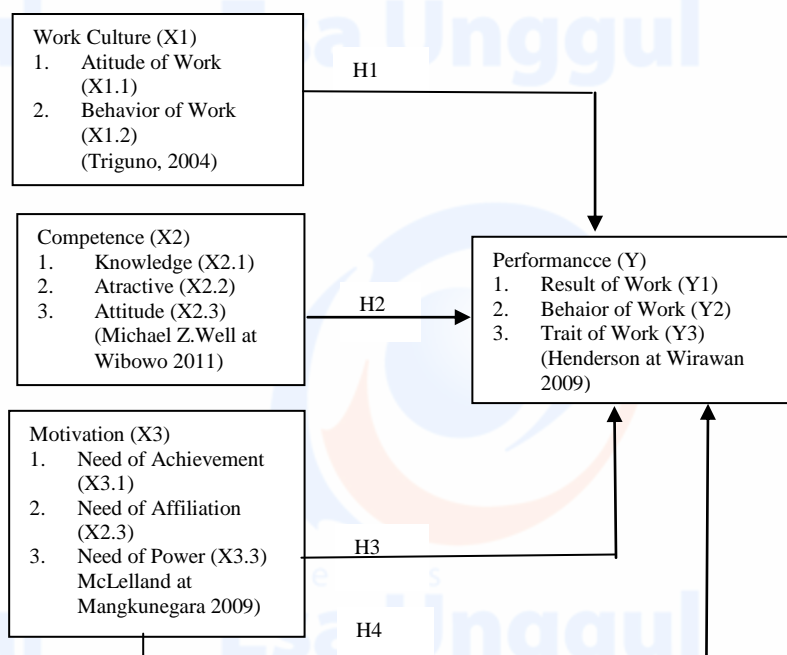 Esa Unggul
Work Culture (X1)
1. Atitude of Work
(X1.1)
2. Behavior of Work
(X1.2)
(Triguno, 2004)
H1
Competence (X2)
1. Knowledge (X2.1)
2. Atractive (X2.2)
3. Attitude (X2.3)
(Michael Z.Well at
Wibowo 2011)
H2
Performancce (Y)
1. Result of Work (Y1)
2. Behaior of Work (Y2)
3. Trait of Work (Y3)
(Henderson at Wirawan
2009)
Motivation (X3)
1. Need of Achievement
(X3.1)
2. Need of Affiliation
(X2.3)
3. Need of Power (X3.3)
McLelland at
Mangkunegara 2009)
H3
H4
Esa Unggul